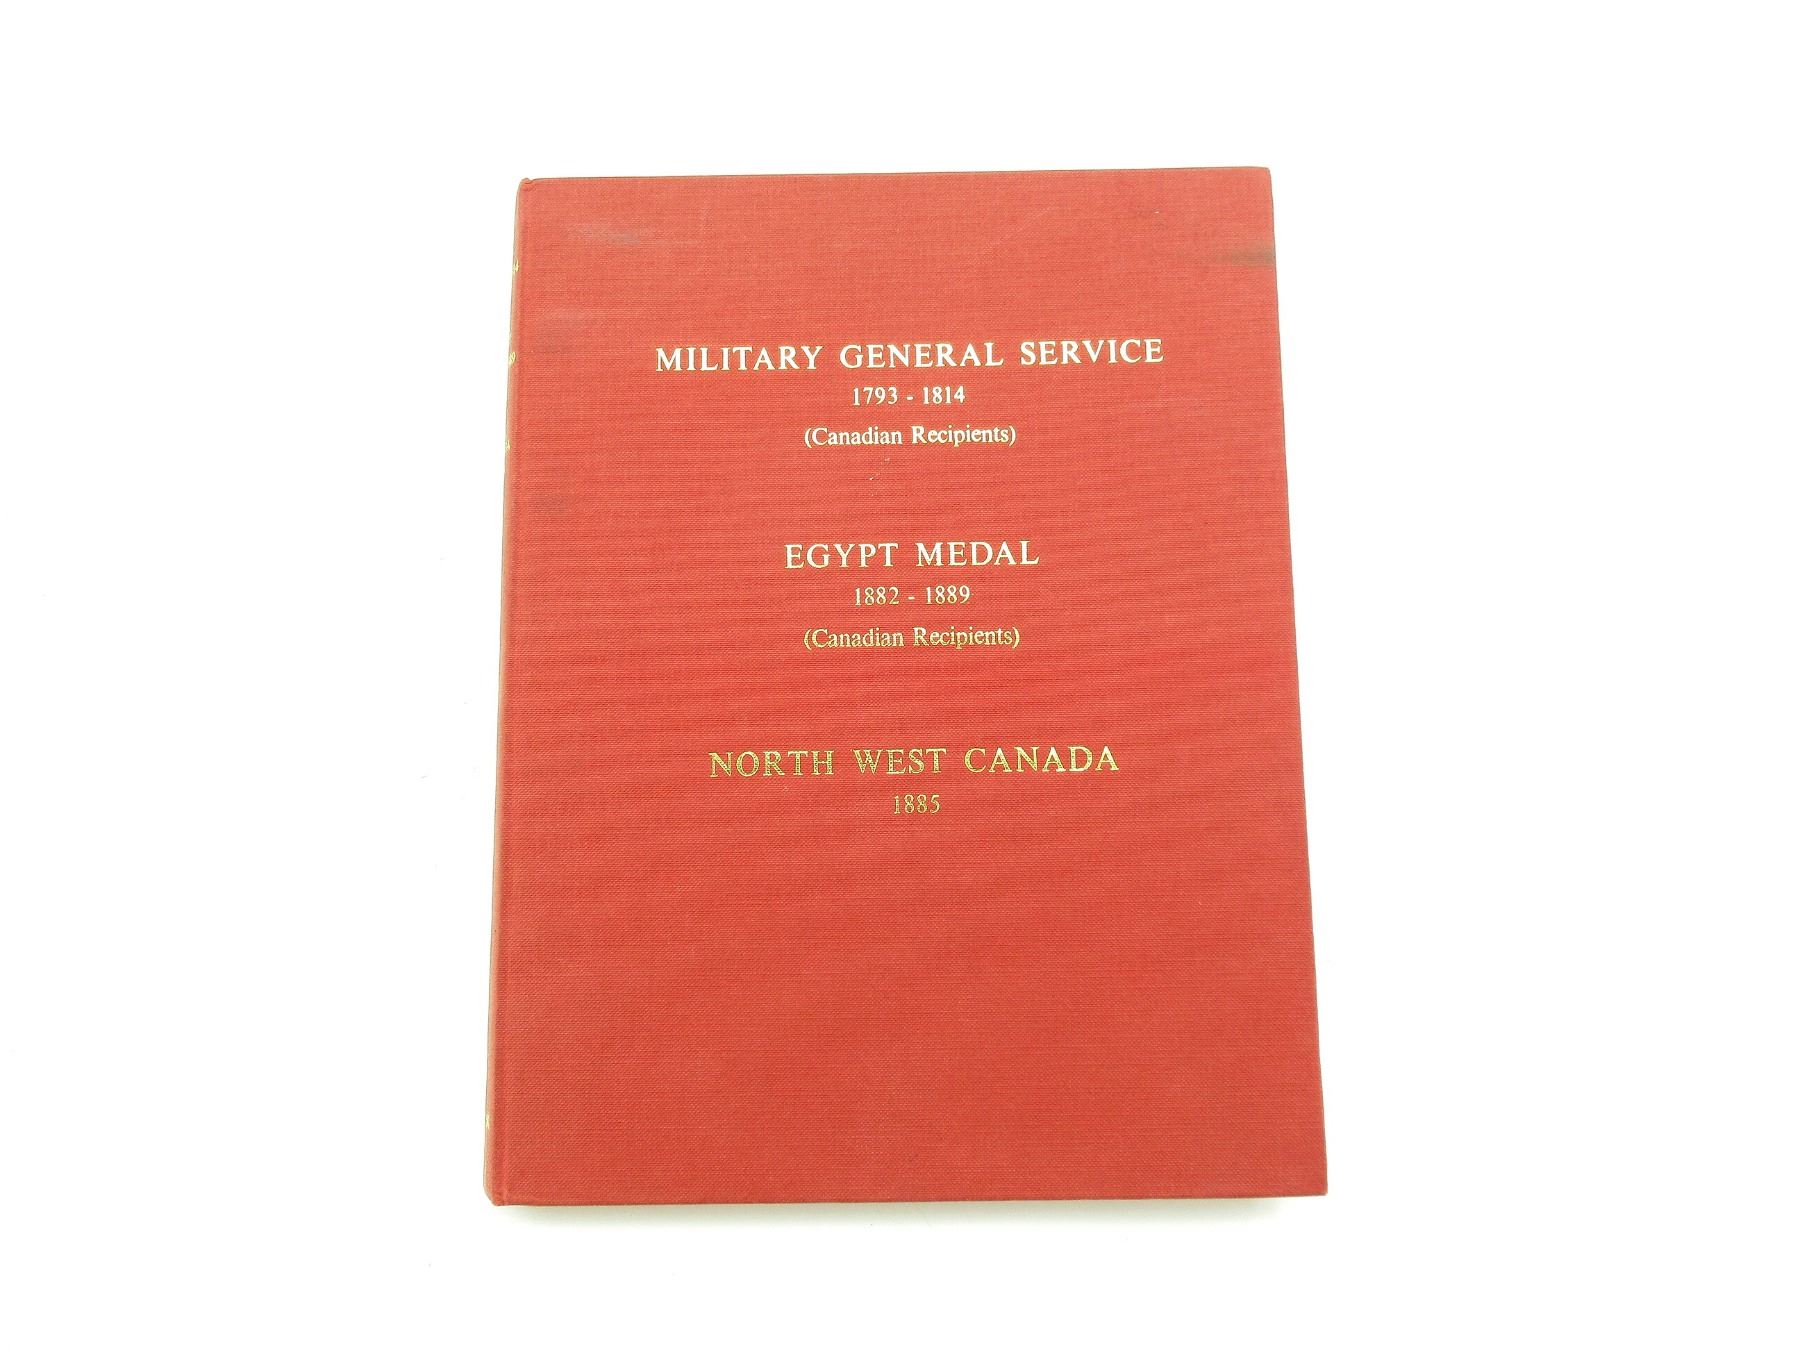 MILITARY GENERAL SERVICE
1793 - 1814
(Canadian Recipients)
EGYPT MEDAL
1882 - 1889
(Canadian Recipients)
NORTH WEST CANADA
1885